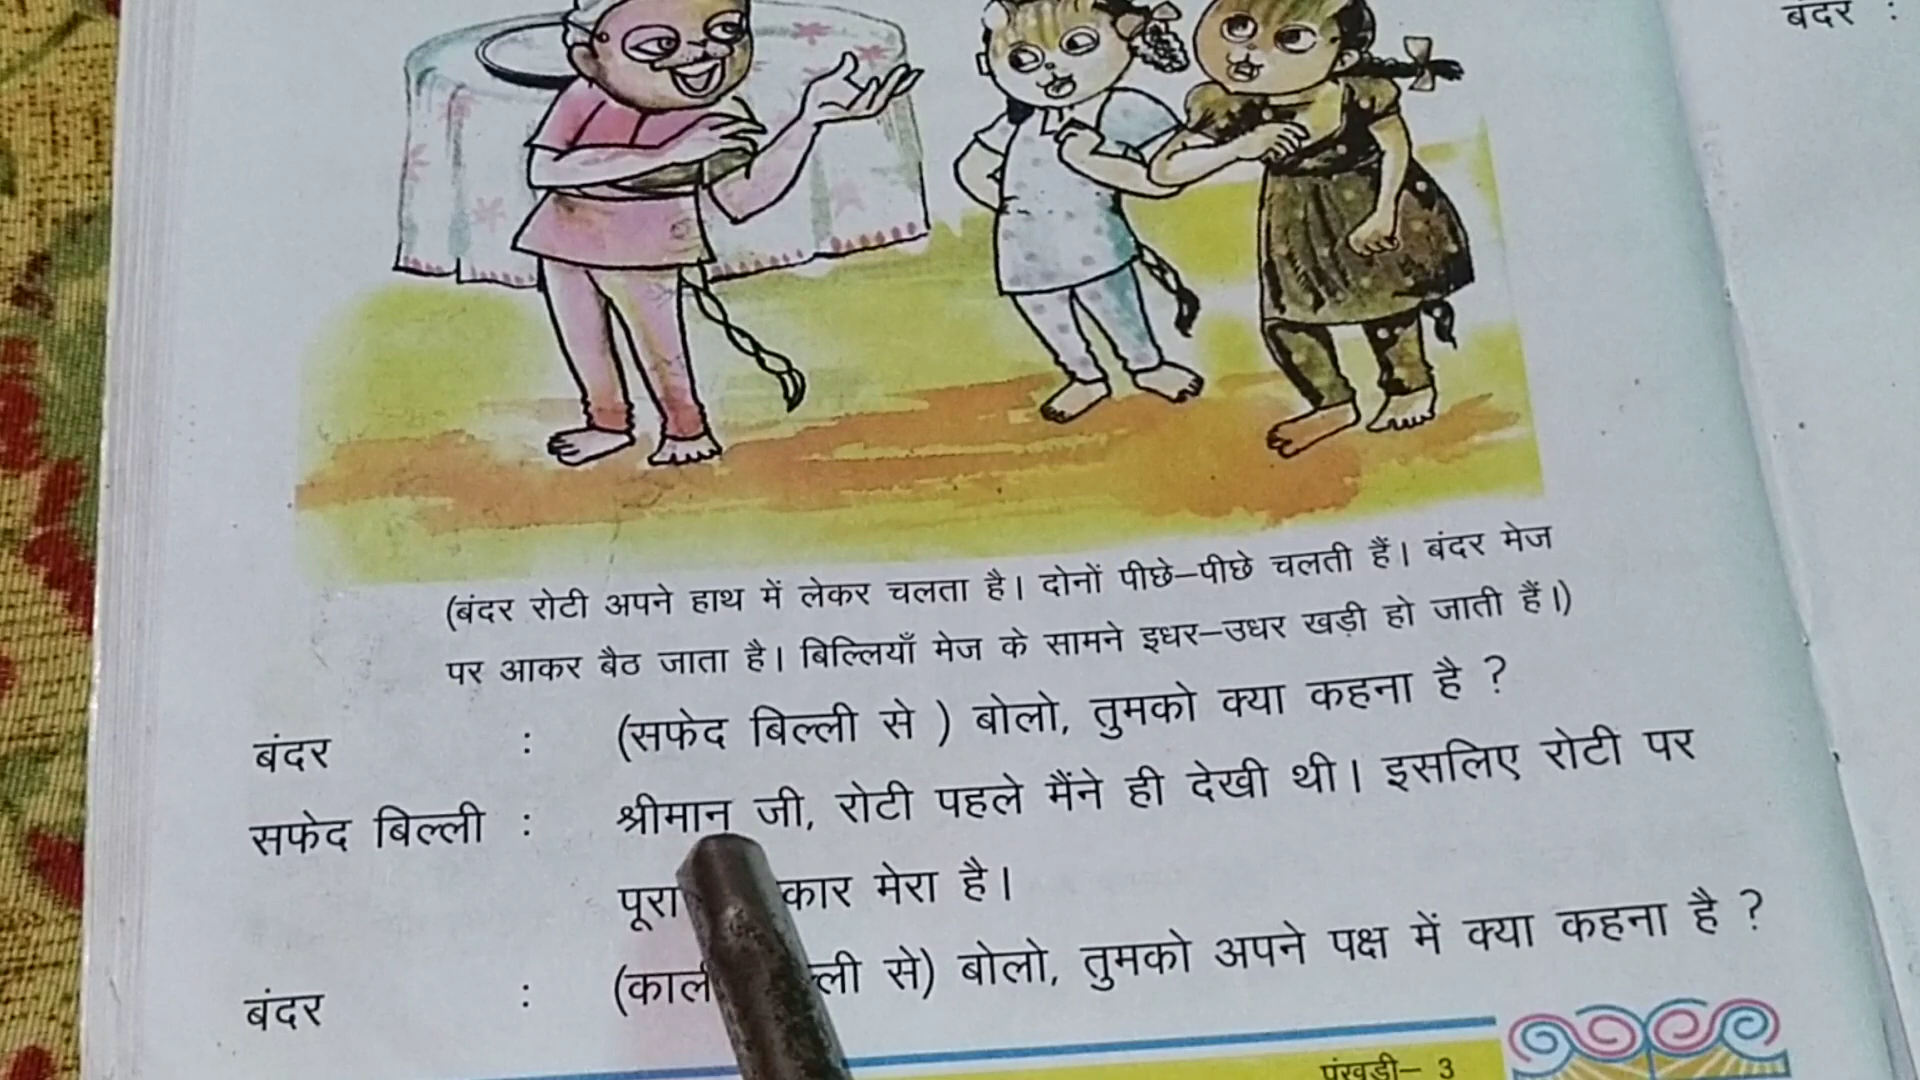 (बंदर रोटी अपने हाथ में लेकर चलता है। दोनों पीछे–पीछे चलती हैं। बंदर मेज
पर आकर बैठ जाता है। बिल्लियाँ मेज के सामने इधर–उधर खड़ी हो जाती हैं।)
बंदर : (सफेद बिल्ली से ) बोलो, तुमको क्या कहना है ?
सफेद बिल्ली : श्रीमान जी, रोटी पहले मैंने ही देखी थी। इसलिए रोटी पर
पूरा कार मेरा है।
बंदर : (काल ली से) बोलो, तुमको अपने पक्ष में क्या कहना है ?
पंखुड़ी– 3
बंदर :